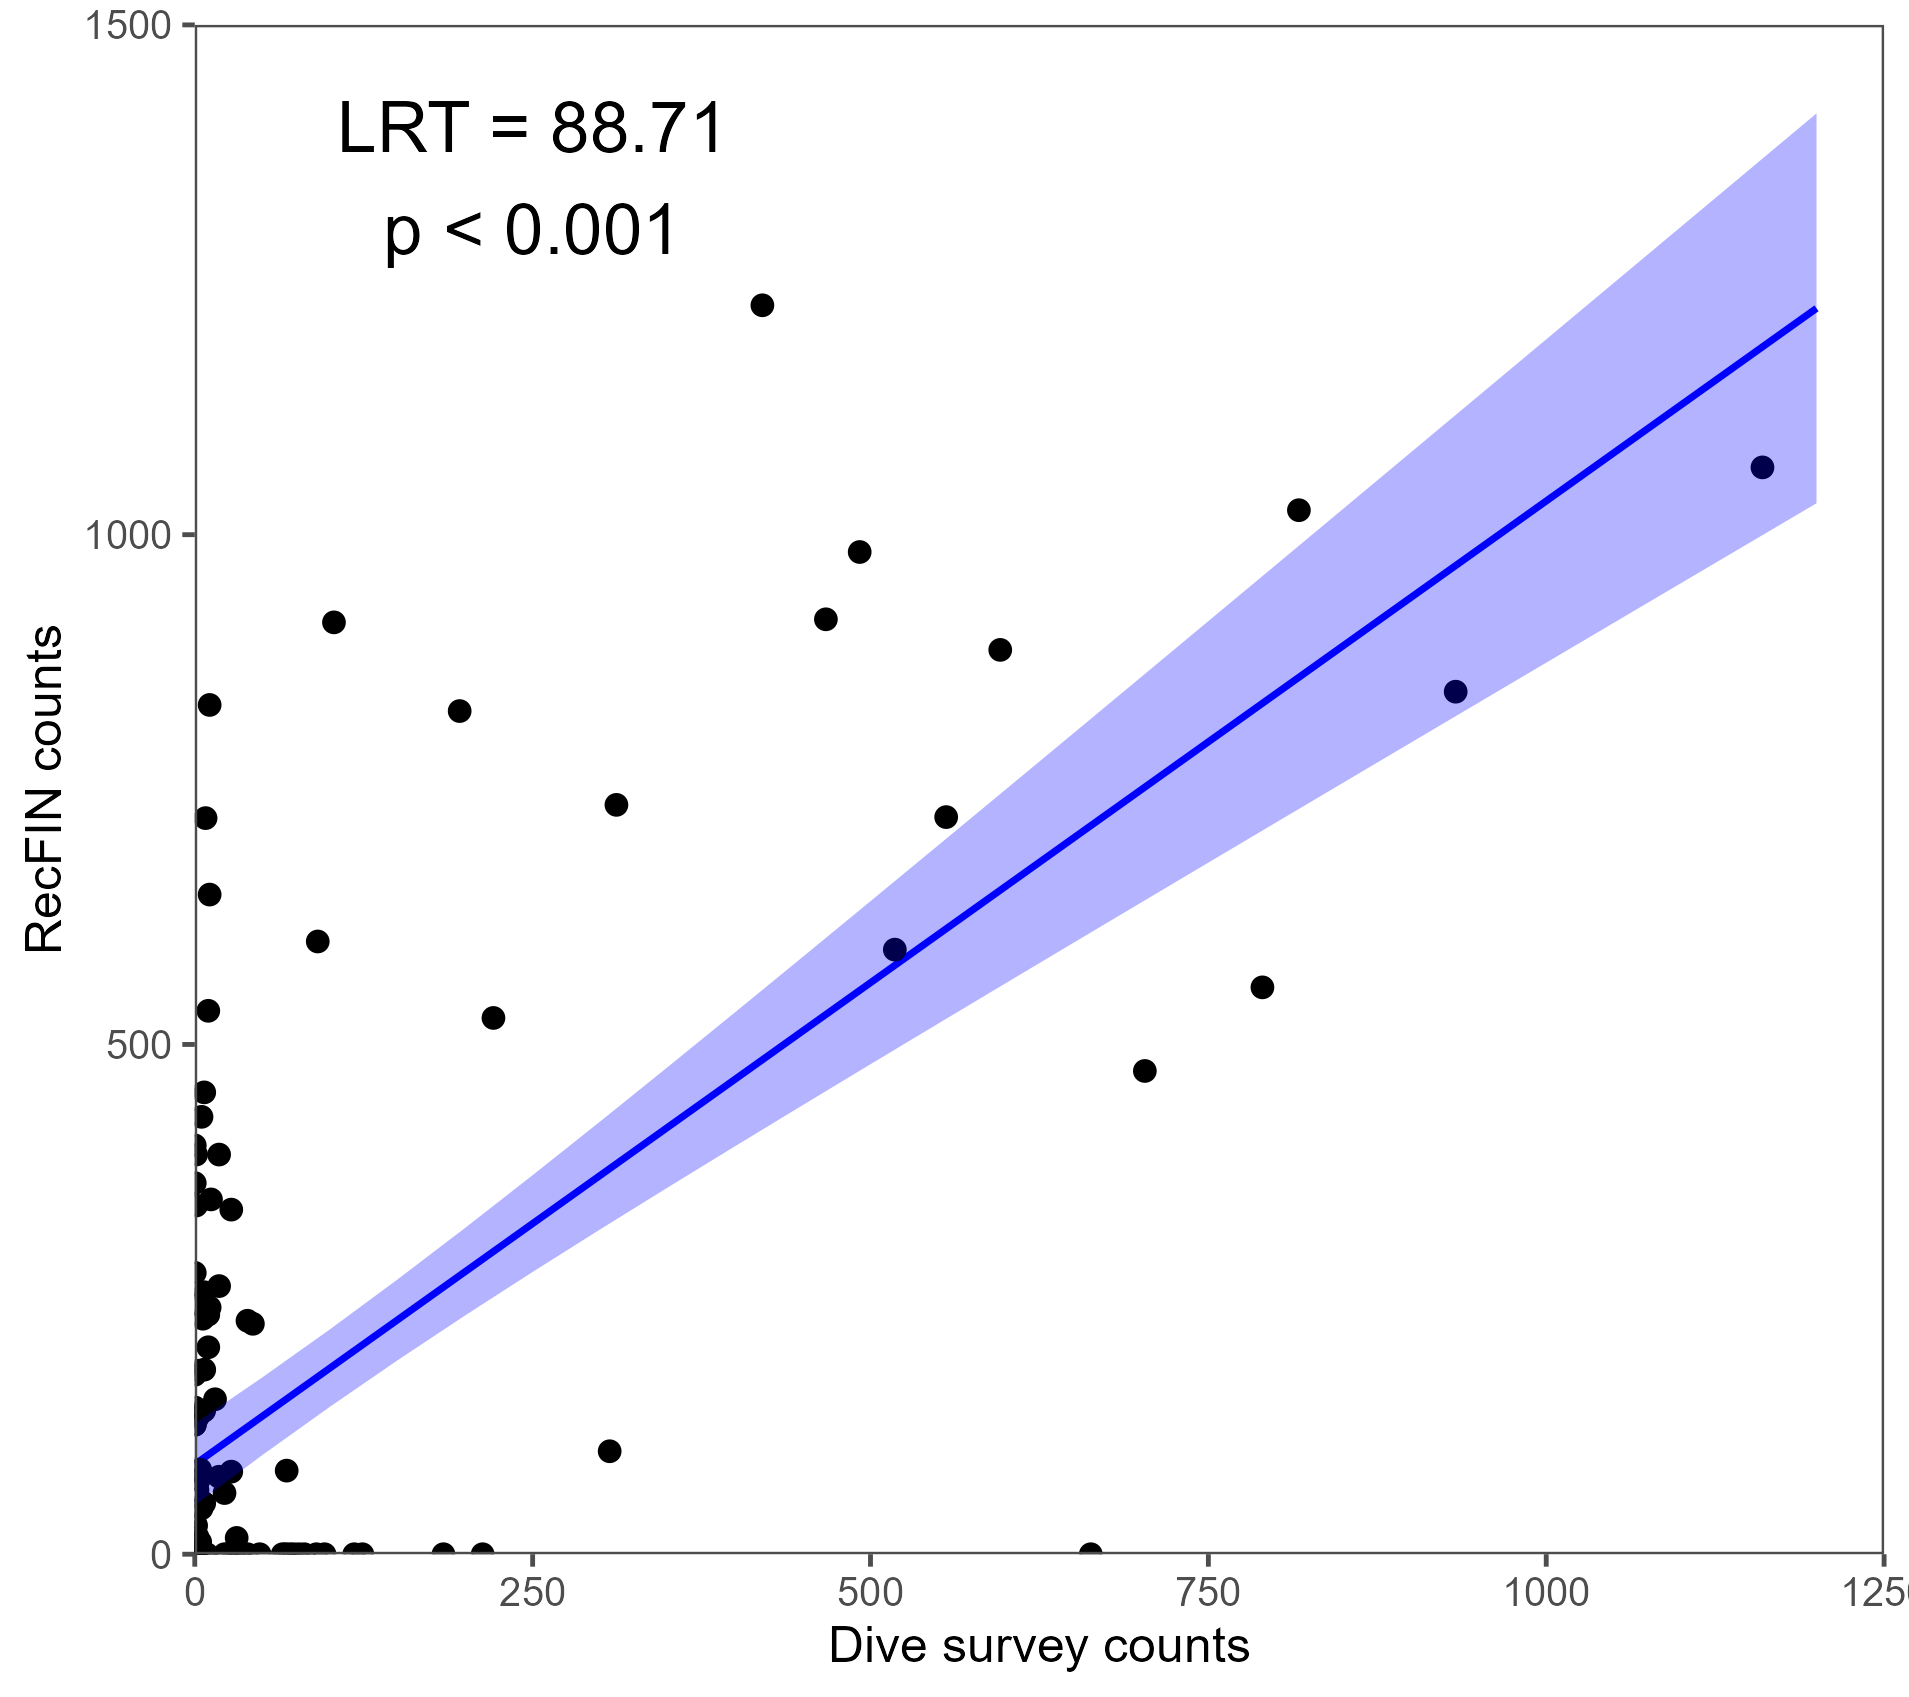 1500
LRT = 88.71
p < 0.001
1000
RecFIN counts
500
0
0 250 500 750 1000 125
Dive survey counts